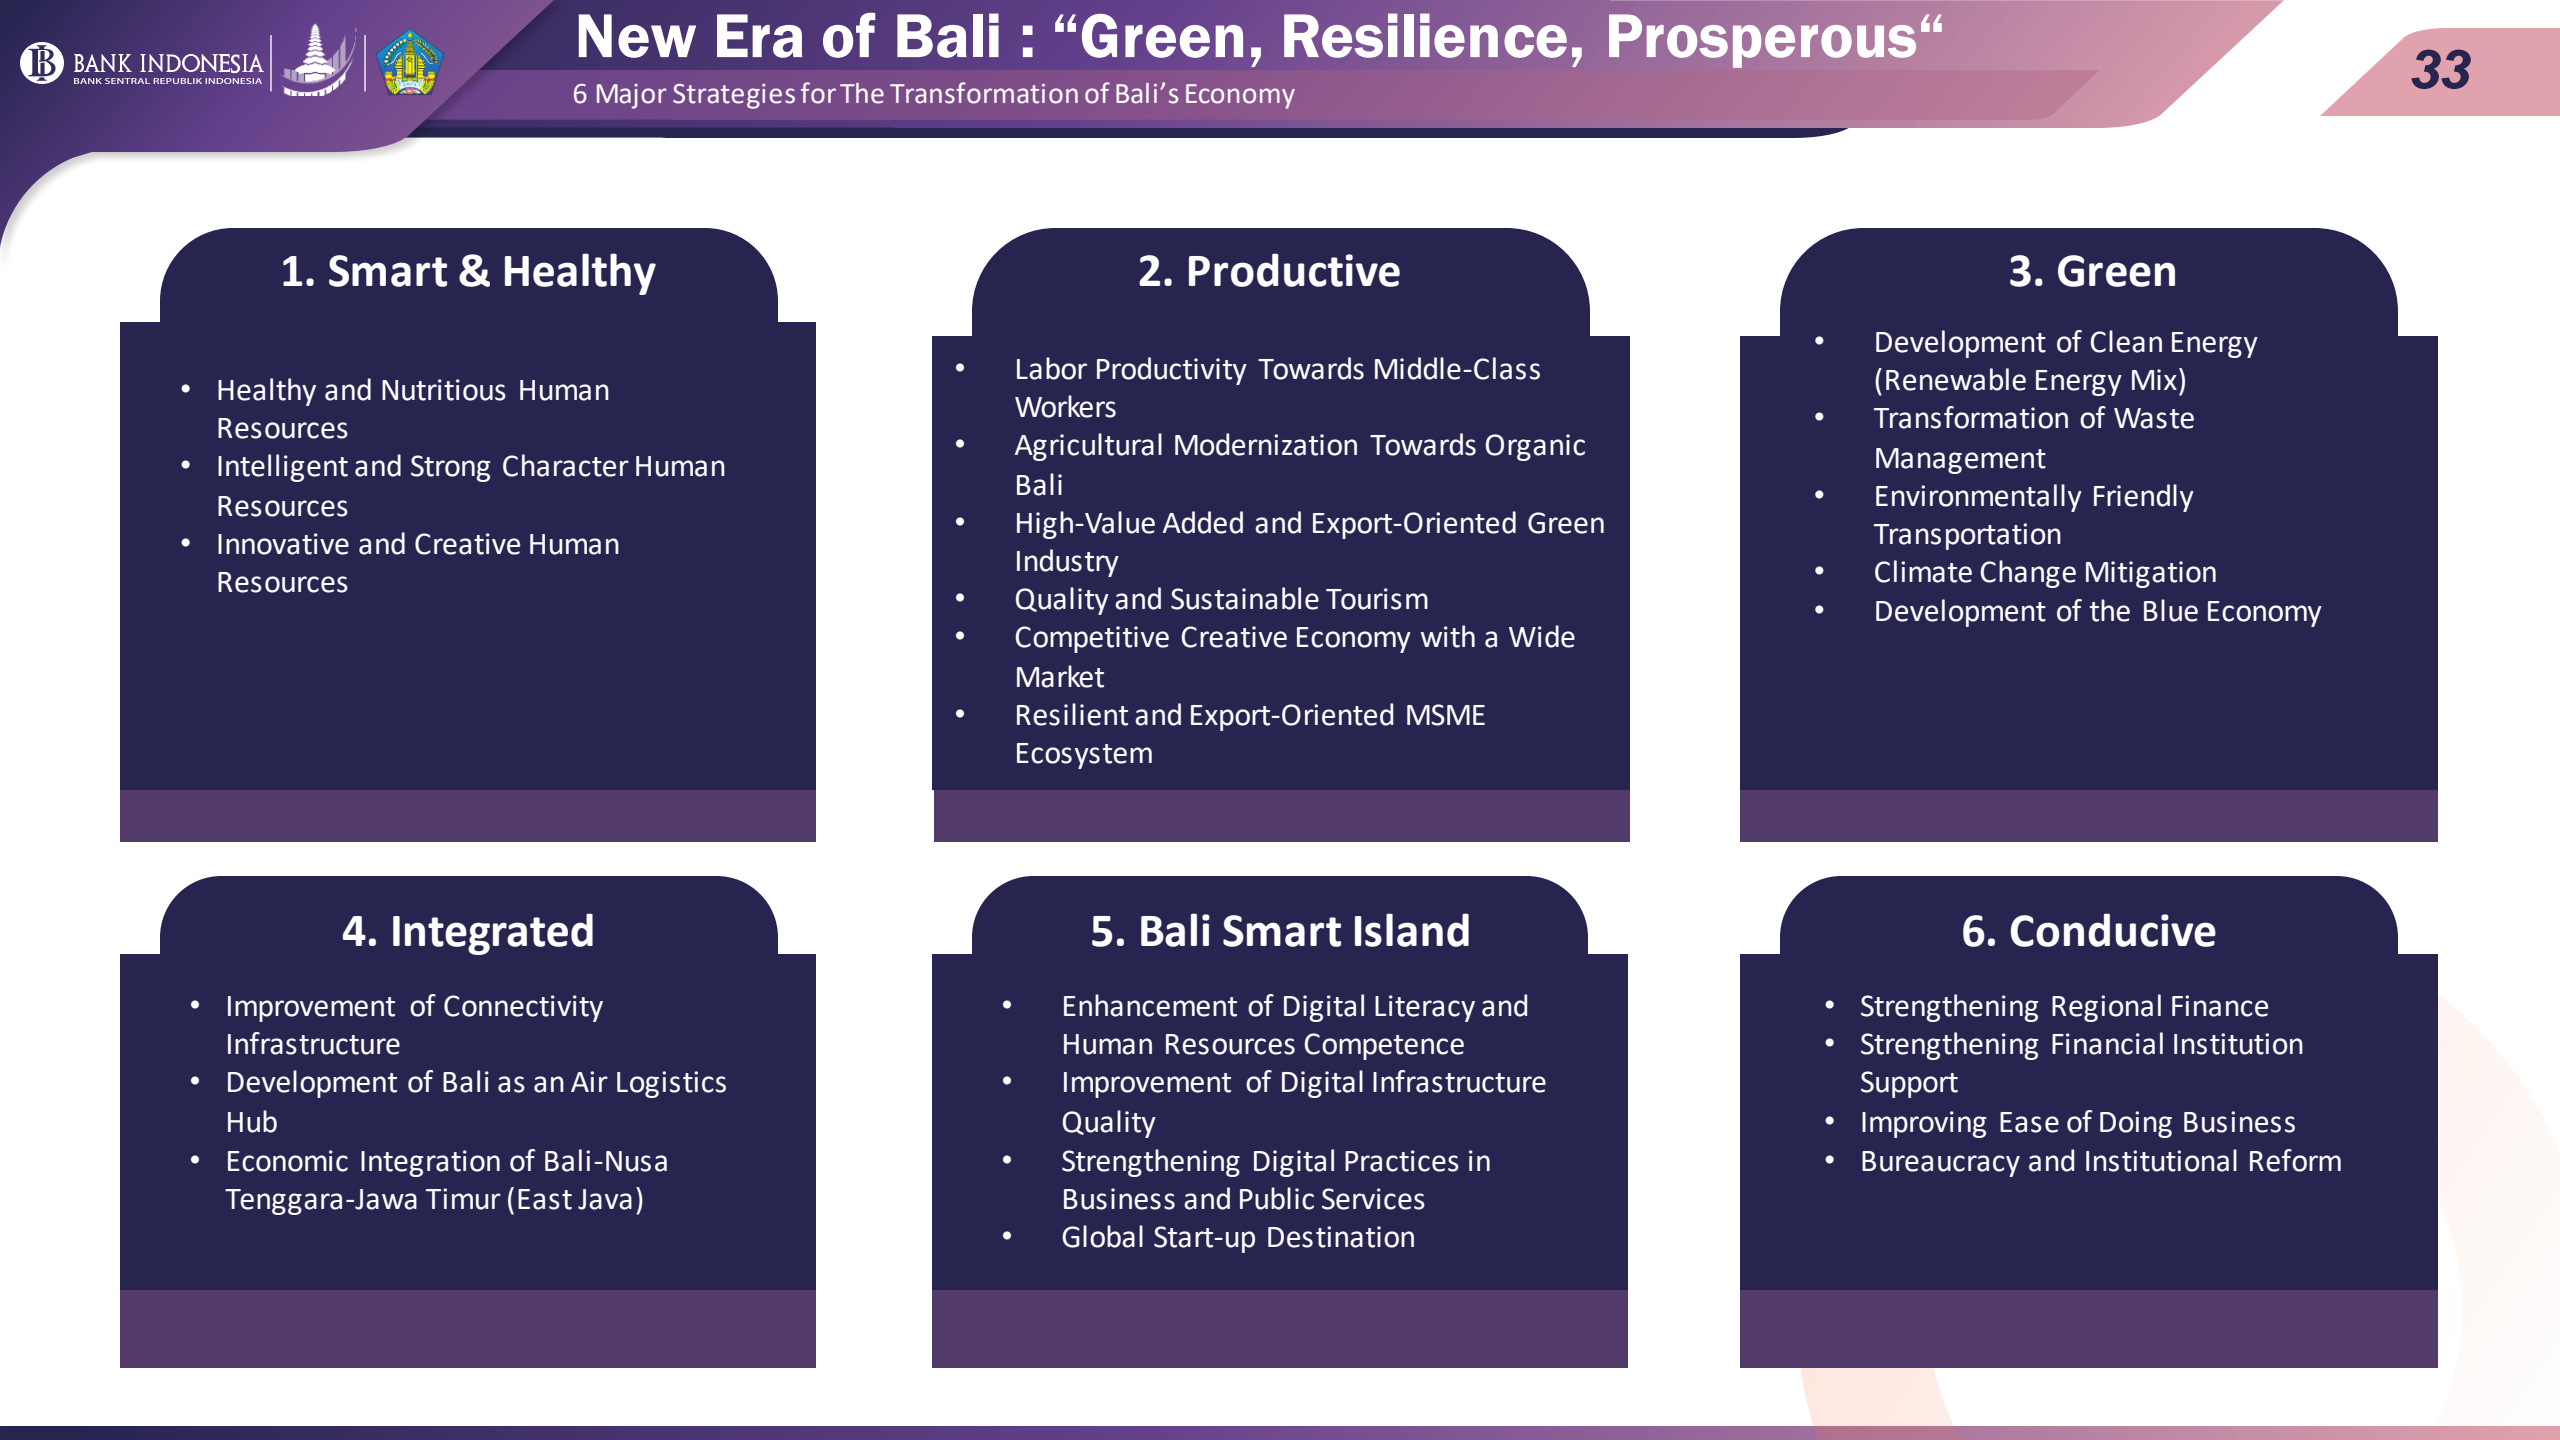 BANK INDONESIA
BANK SENTRAL REPUBLIK INDONESIA
New Era of Bali : “Green, Resilience, Prosperous“
6 Major Strategies for The Transformation of Bali’s Economy
33
1. Smart & Healthy
• Healthy and Nutritious Human
Resources
• Intelligent and Strong Character Human
Resources
• Innovative and Creative Human
Resources
2. Productive
• Labor Productivity Towards Middle-Class
Workers
• Agricultural Modernization Towards Organic
Bali
• High-Value Added and Export-Oriented Green
Industry
• Quality and Sustainable Tourism
• Competitive Creative Economy with a Wide
Market
• Resilient and Export-Oriented MSME
Ecosystem
3. Green
• Development of Clean Energy
(Renewable Energy Mix)
• Transformation of Waste
Management
• Environmentally Friendly
Transportation
• Climate Change Mitigation
• Development of the Blue Economy
4. Integrated
• Improvement of Connectivity
Infrastructure
• Development of Bali as an Air Logistics
Hub
• Economic Integration of Bali-Nusa
Tenggara-Jawa Timur (East Java)
5. Bali Smart Island
• Enhancement of Digital Literacy and
Human Resources Competence
• Improvement of Digital Infrastructure
Quality
• Strengthening Digital Practices in
Business and Public Services
• Global Start-up Destination
6. Conducive
• Strengthening Regional Finance
• Strengthening Financial Institution
Support
• Improving Ease of Doing Business
• Bureaucracy and Institutional Reform